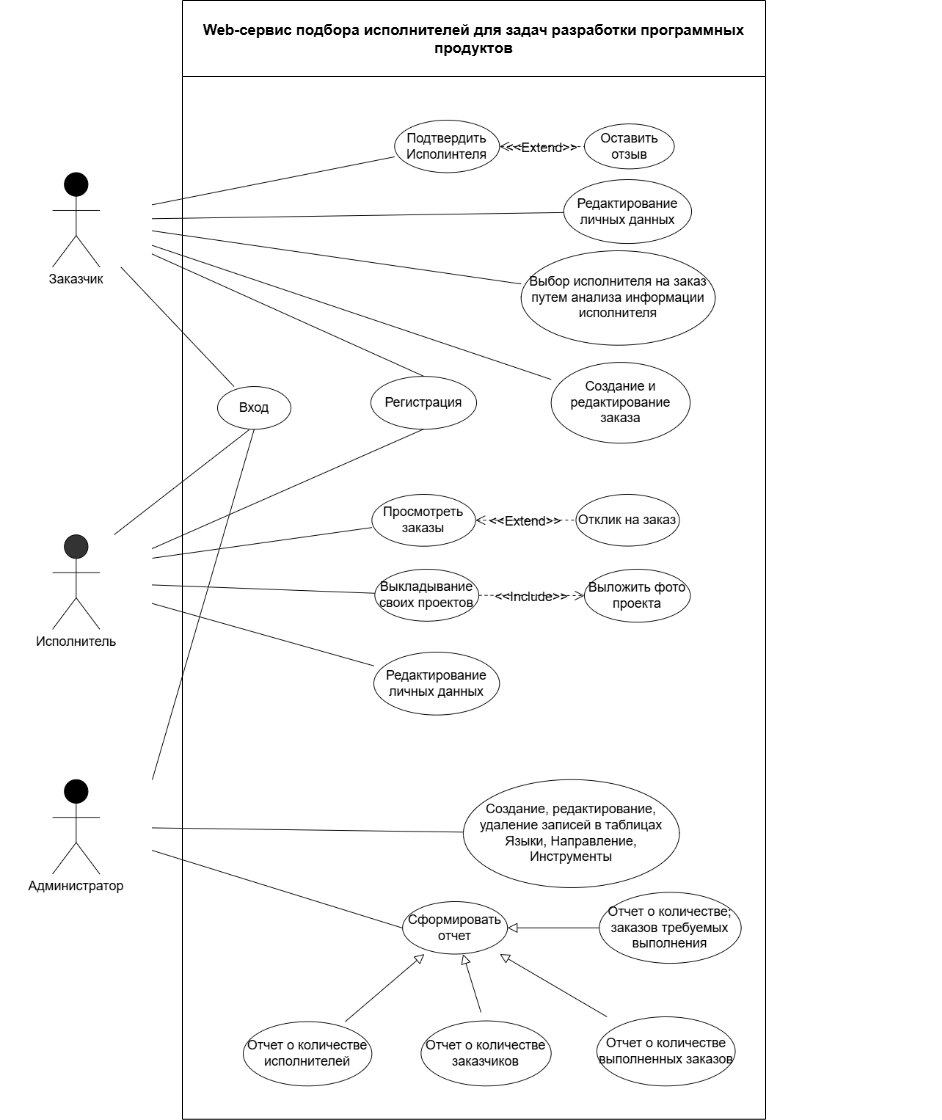 Web-сервис подбора исполнителей для задач разработки программных
продуктов
Подтвердить
Исполинтеля
<<Extend>>
Оставить
отзыв
Редактирование
личных данных
Заказчик
Выбор исполнителя на заказ
путем анализа информации
исполнителя
Вход
Регистрация
Создание и
редактирование
заказа
Просмотреть
заказы
<<Extend>>
Отклик на заказ
Исполнитель
Выкладывание
своих проектов
<<Include>>
Выложить фото
проекта
Редактирование
личных данных
Администратор
Создание, редактирование,
удаление записей в таблицах
Языки, Направление,
Инструменты
Сформировать
отчет
Отчет о количестве;
заказов требуемых
выполнения
Отчет о количестве
исполнителей
Отчет о количестве
заказчиков
Отчет о количестве
выполненных заказов